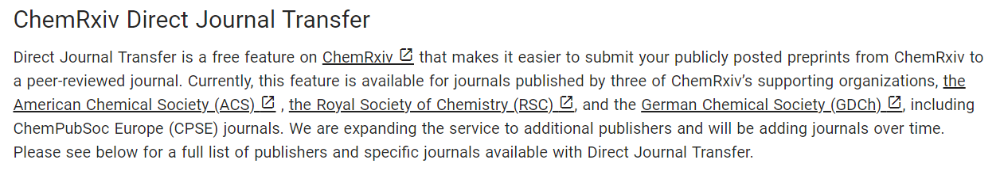 ChemRxiv Direct Journal Transfer
Direct Journal Transfer is a free feature on ChemRxiv that makes it easier to submit your publicly posted preprints from ChemRxiv to
a peer-reviewed journal. Currently, this feature is available for journals published by three of ChemRxiv’s supporting organizations, the
American Chemical Society (ACS) , the Royal Society of Chemistry (RSC) , and the German Chemical Society (GDCh) , including
ChemPubSoc Europe (CPSE) journals. We are expanding the service to additional publishers and will be adding journals over time.
Please see below for a full list of publishers and specific journals available with Direct Journal Transfer.